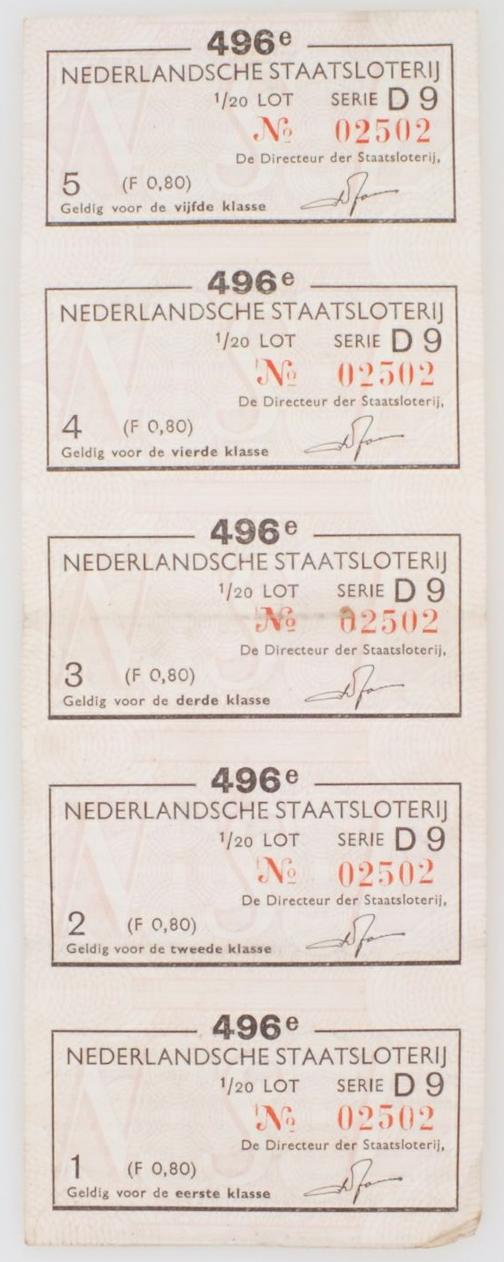 496e
NEDERLANDSCHE STAATSLOTERIJ
1/20 LOT SERIE D 9
No 02502
De Directeur der Staatsloterij,
5 (F 0,80)
Geldig voor de vijfde klasse
496e
NEDERLANDSCHE STAATSLOTERIJ
1/20 LOT SERIE D 9
No 02502
De Directeur der Staatsloterij,
4 (F 0,80)
Geldig voor de vierde klasse
496e
NEDERLANDSCHE STAATSLOTERIJ
1/20 LOT SERIE D 9
No 02502
De Directeur der Staatsloterij,
3 (F 0,80)
Geldig voor de derde klasse
496e
NEDERLANDSCHE STAATSLOTERIJ
1/20 LOT SERIE D 9
No 02502
De Directeur der Staatsloterij,
2 (F 0,80)
Geldig voor de tweede klasse
496e
NEDERLANDSCHE STAATSLOTERIJ
1/20 LOT SERIE D 9
No 02502
De Directeur der Staatsloterij,
1 (F 0,80)
Geldig voor de eerste klasse